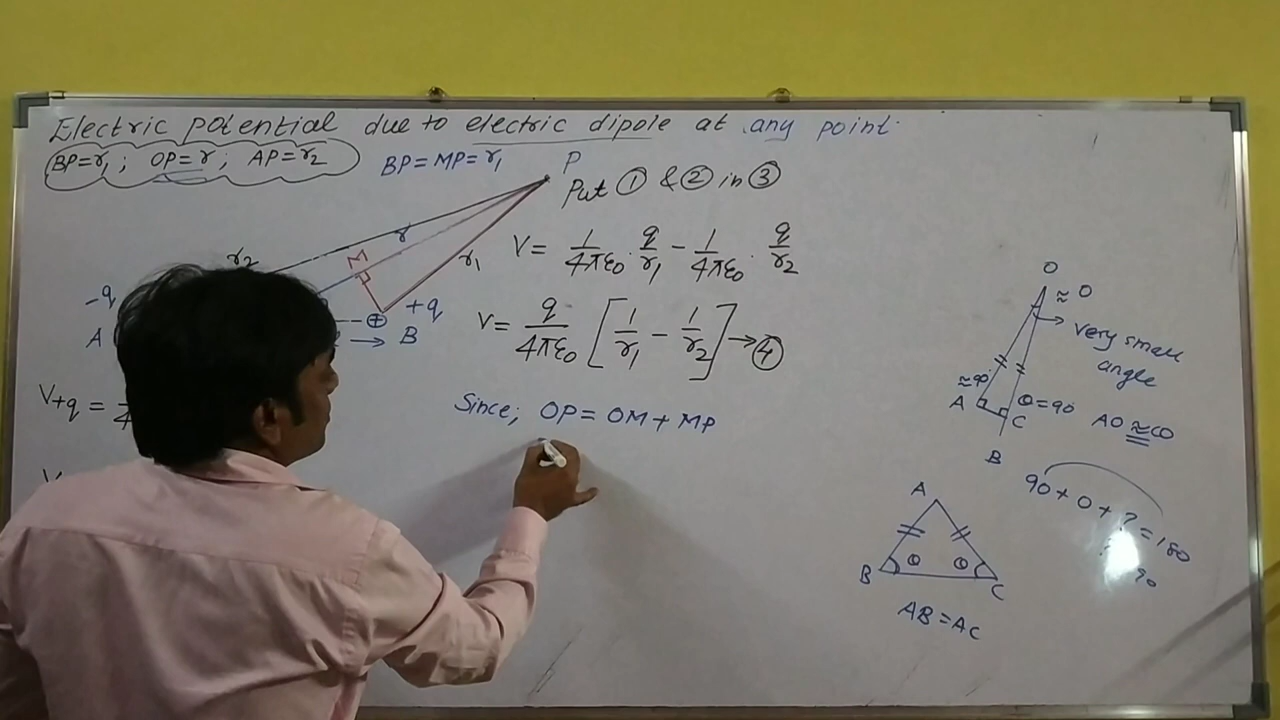 Electric potential due to electric dipole at any point.
BP=r1 ; OP=r ; AP=r2
BP=MP=r1
P
Put ① & ② in ③
r
r2
r1
M
-q
+q
A
B
V= 1/4πε0 . q/r1 - 1/4πε0 . q/r2
V= q/4πε0 [1/r1 - 1/r2] → ④
V+q =
Since; OP = OM + MP
O
≈ 0
very small angle
A
θ=90
C
AO ≈ CO
B
90 + 0 + ? = 180
90
A
B
θ
θ
C
AB = AC